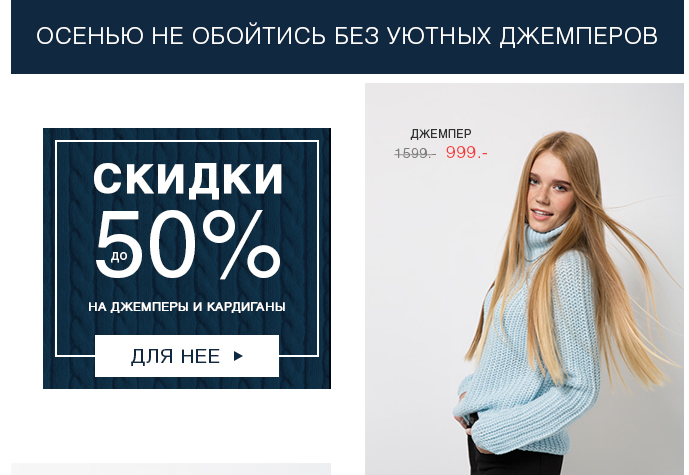 ОСЕНЬЮ НЕ ОБОЙТИСЬ БЕЗ УЮТНЫХ ДЖЕМПЕРОВ
СКИДКИ
до 50%
НА ДЖЕМПЕРЫ И КАРДИГАНЫ
ДЛЯ НЕЕ
ДЖЕМПЕР
1599.- 999.-